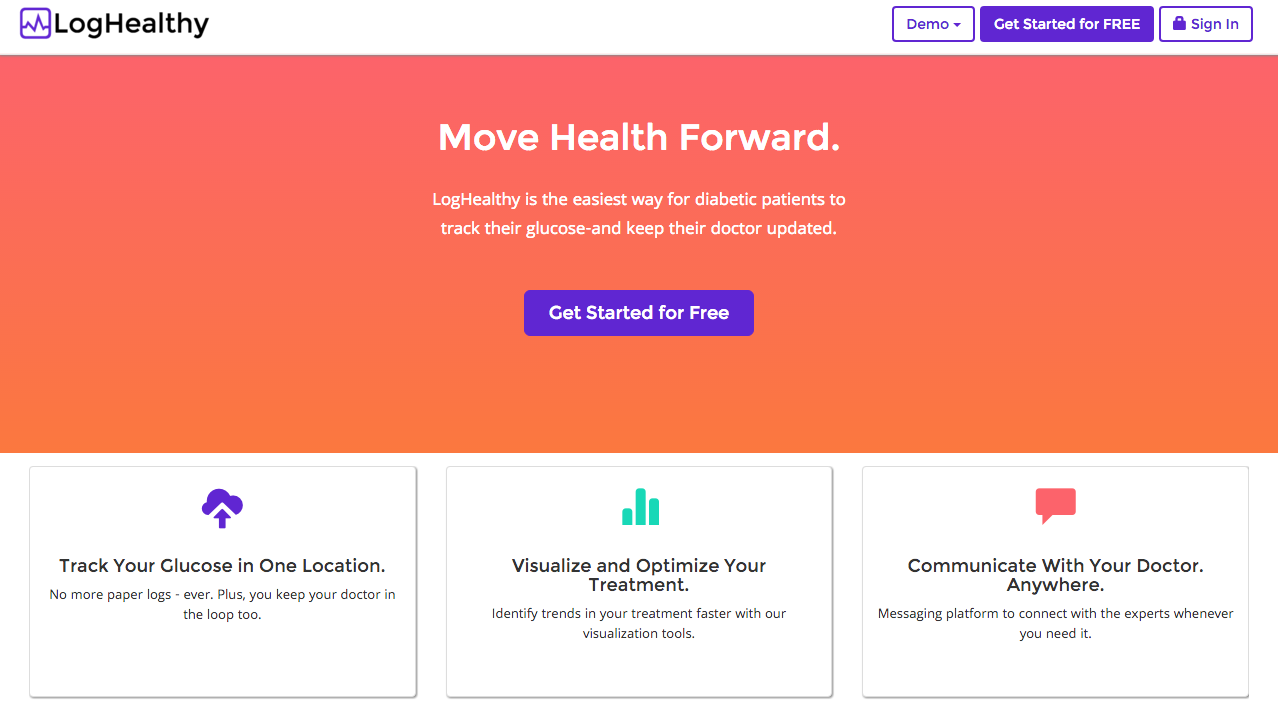 LogHealthy
Demo
Get Started for FREE
Sign In
Move Health Forward.
LogHealthy is the easiest way for diabetic patients to
track their glucose-and keep their doctor updated.
Get Started for Free
Track Your Glucose in One Location.
No more paper logs - ever. Plus, you keep your doctor in
the loop too.
Visualize and Optimize Your
Treatment.
Identify trends in your treatment faster with our
visualization tools.
Communicate With Your Doctor.
Anywhere.
Messaging platform to connect with the experts whenever
you need it.